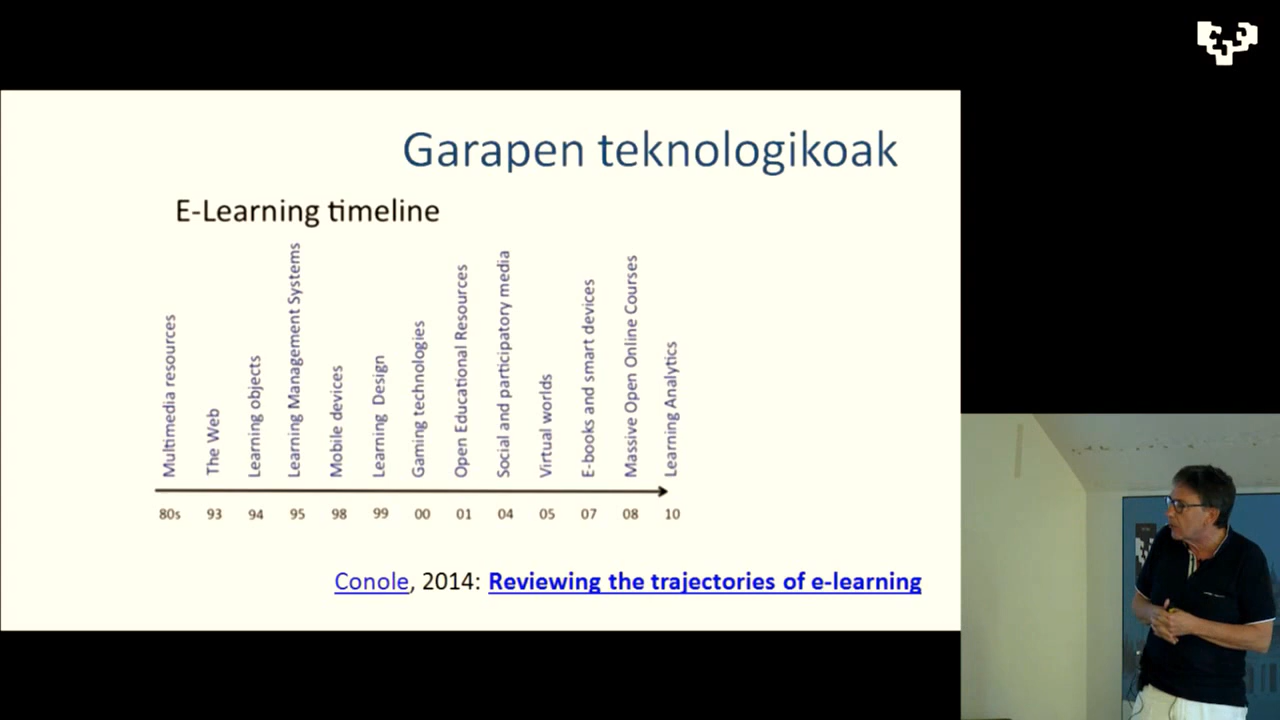 Garapen teknologikoak
E-Learning timeline
Multimedia resources
The Web
Learning objects
Learning Management Systems
Mobile devices
Learning Design
Gaming technologies
Open Educational Resources
Social and participatory media
Virtual worlds
E-books and smart devices
Massive Open Online Courses
Learning Analytics
80s 93 94 95 98 99 00 01 04 05 07 08 10
Conole, 2014: Reviewing the trajectories of e-learning